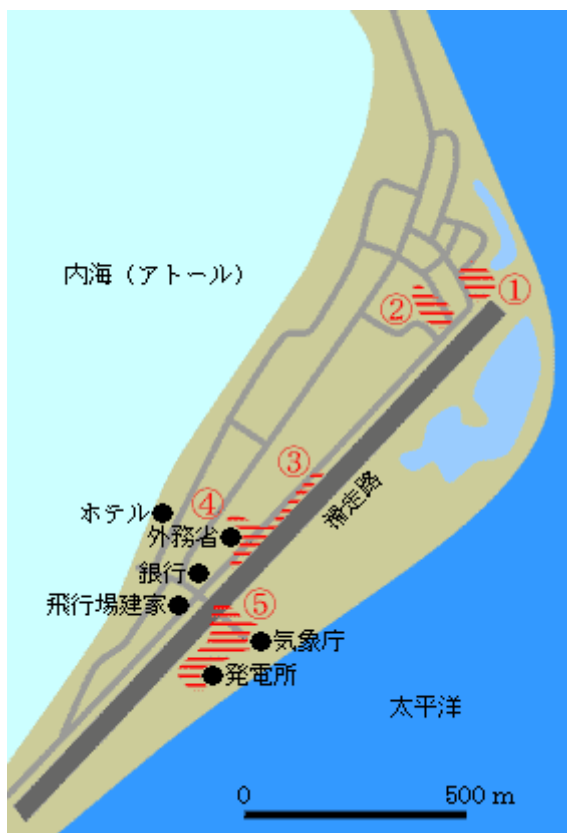 内海（アトール）
①
②
③
滑走路
④
ホテル
外務省
銀行
飛行場建家
⑤
気象庁
発電所
太平洋
0 500 m